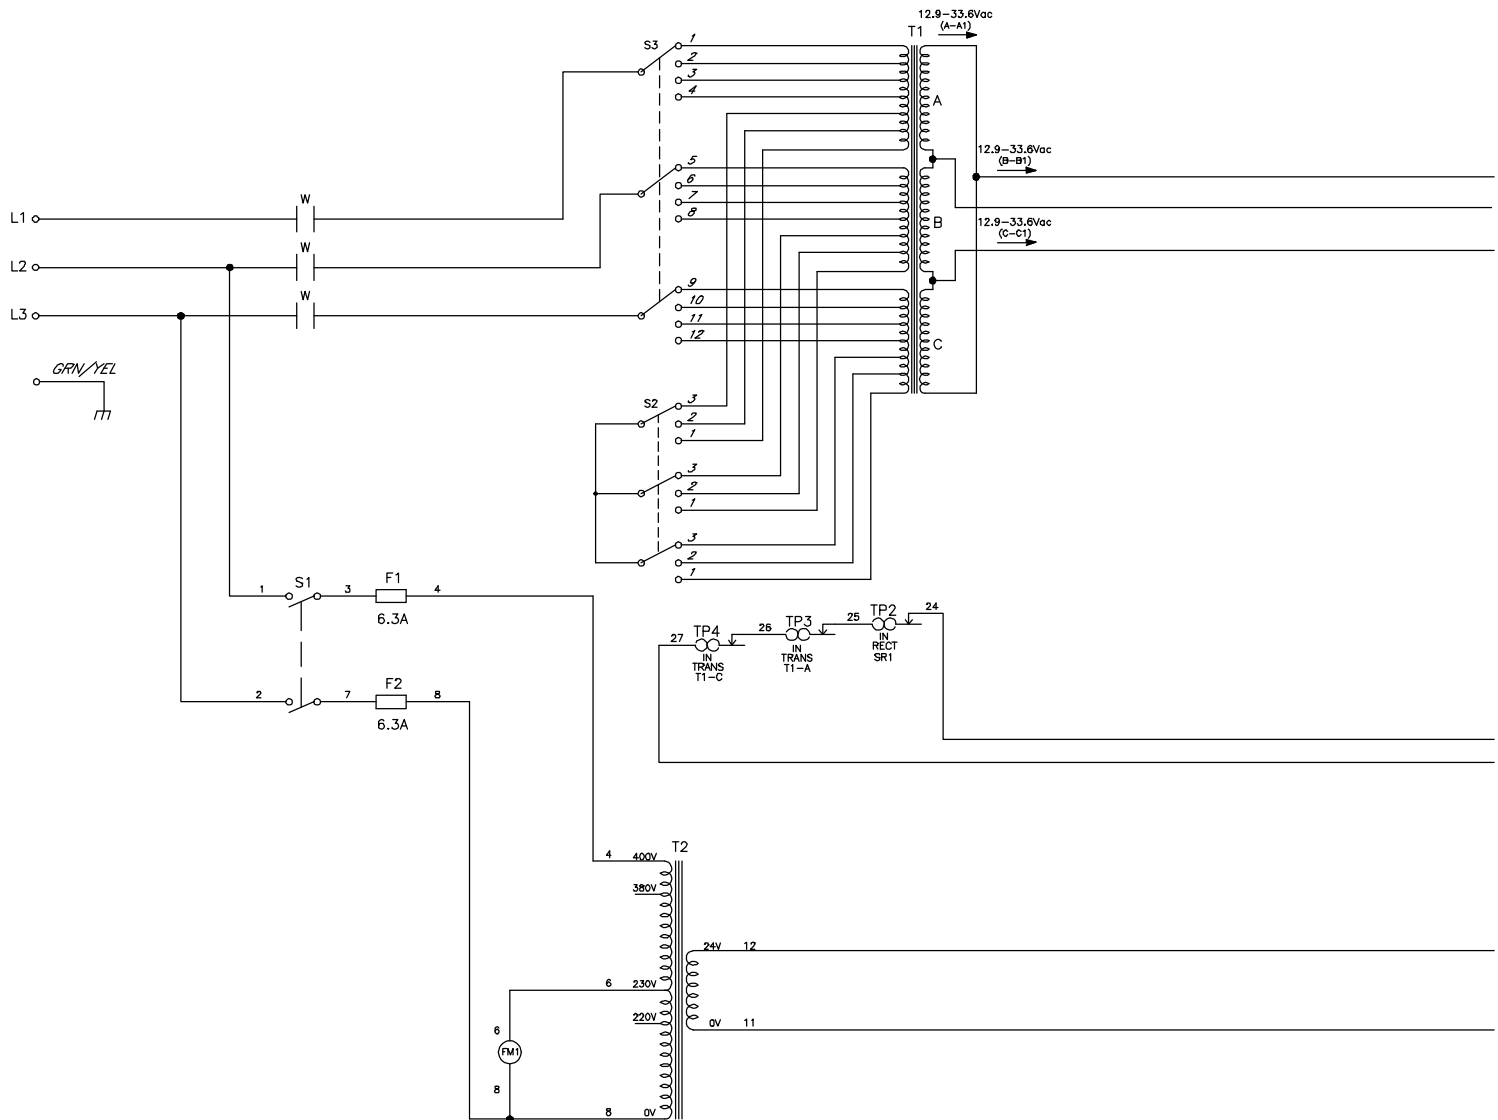 12.9-33.6Vac
(A-A1)
T1
S3
1
2
3
4
A
5
6
7
8
B
12.9-33.6Vac
(B-B1)
12.9-33.6Vac
(C-C1)
L1
W
L2
W
L3
W
9
10
11
12
C
GRN/YEL
S2
3
2
1
3
2
1
3
2
1
1
S1
3
F1
4
6.3A
2
7
F2
8
6.3A
27
TP4
IN
TRANS
T1-C
26
TP3
IN
TRANS
T1-A
25
TP2
IN
RECT
SR1
24
T2
4
400V
380V
6
230V
220V
24V
12
0V
11
6
FM1
8
8
0V